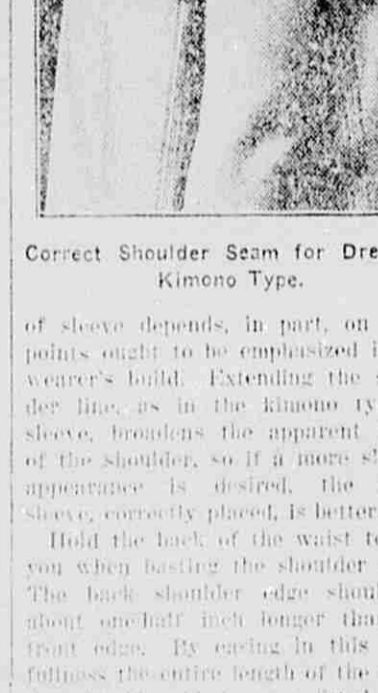 Correct Shoulder Seam for Dre
Kimono Type.
of sleeve depends, in part, on
points ought to be emphasized i
wearer's build. Extending the s
der line, as in the kimono ty
sleeve, broadens the apparent
of the shoulder, so if a more sl
appearance is desired, the
sleeve, correctly placed, is better
Hold the back of the waist to
you when basting the shoulder
The back shoulder edge shoul
about one-half inch longer tha
front edge. By easing in this
fullness the entire length of the